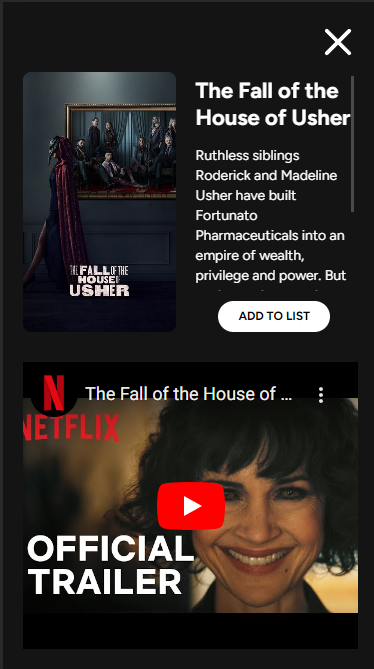 The Fall of the
House of Usher
Ruthless siblings
Roderick and Madeline
Usher have built
Fortunato
Pharmaceuticals into an
empire of wealth,
privilege and power. But
THE FALL OF THE
HOUSE OF
USHER
ADD TO LIST
N
The Fall of the House of ...
NETFLIX
OFFICIAL
TRAILER